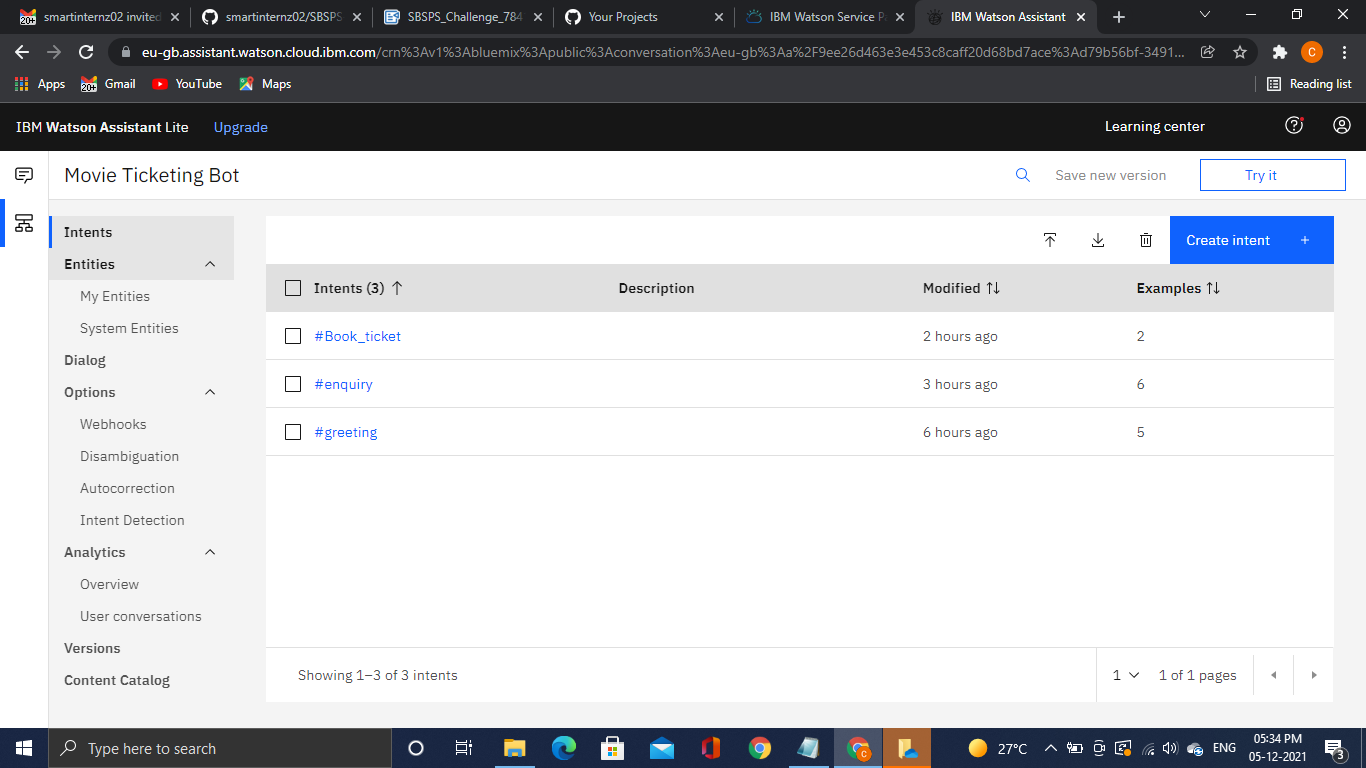 smartinternz02 invited
smartinternz02/SBSPS
SBSPS_Challenge_784
Your Projects
IBM Watson Service Pa
IBM Watson Assistant
eu-gb.assistant.watson.cloud.ibm.com/crn%3Av1%3Abluemix%3Apublic%3Aconversation%3Aeu-gb%3Aa%2F9ee26d463e3e453c8caff20d68bd7ace%3Ad79b56bf-3491...
C
Apps
20+ Gmail
YouTube
Maps
Reading list
IBM Watson Assistant Lite
Upgrade
Learning center
Movie Ticketing Bot
Save new version
Try it
Intents
Entities
My Entities
System Entities
Dialog
Options
Webhooks
Disambiguation
Autocorrection
Intent Detection
Analytics
Overview
User conversations
Versions
Content Catalog
Create intent +
Intents (3) Description Modified Examples
#Book_ticket 2 hours ago 2
#enquiry 3 hours ago 6
#greeting 6 hours ago 5
Showing 1–3 of 3 intents
1 1 of 1 pages
Type here to search
27°C
ENG
05:34 PM
05-12-2021
3